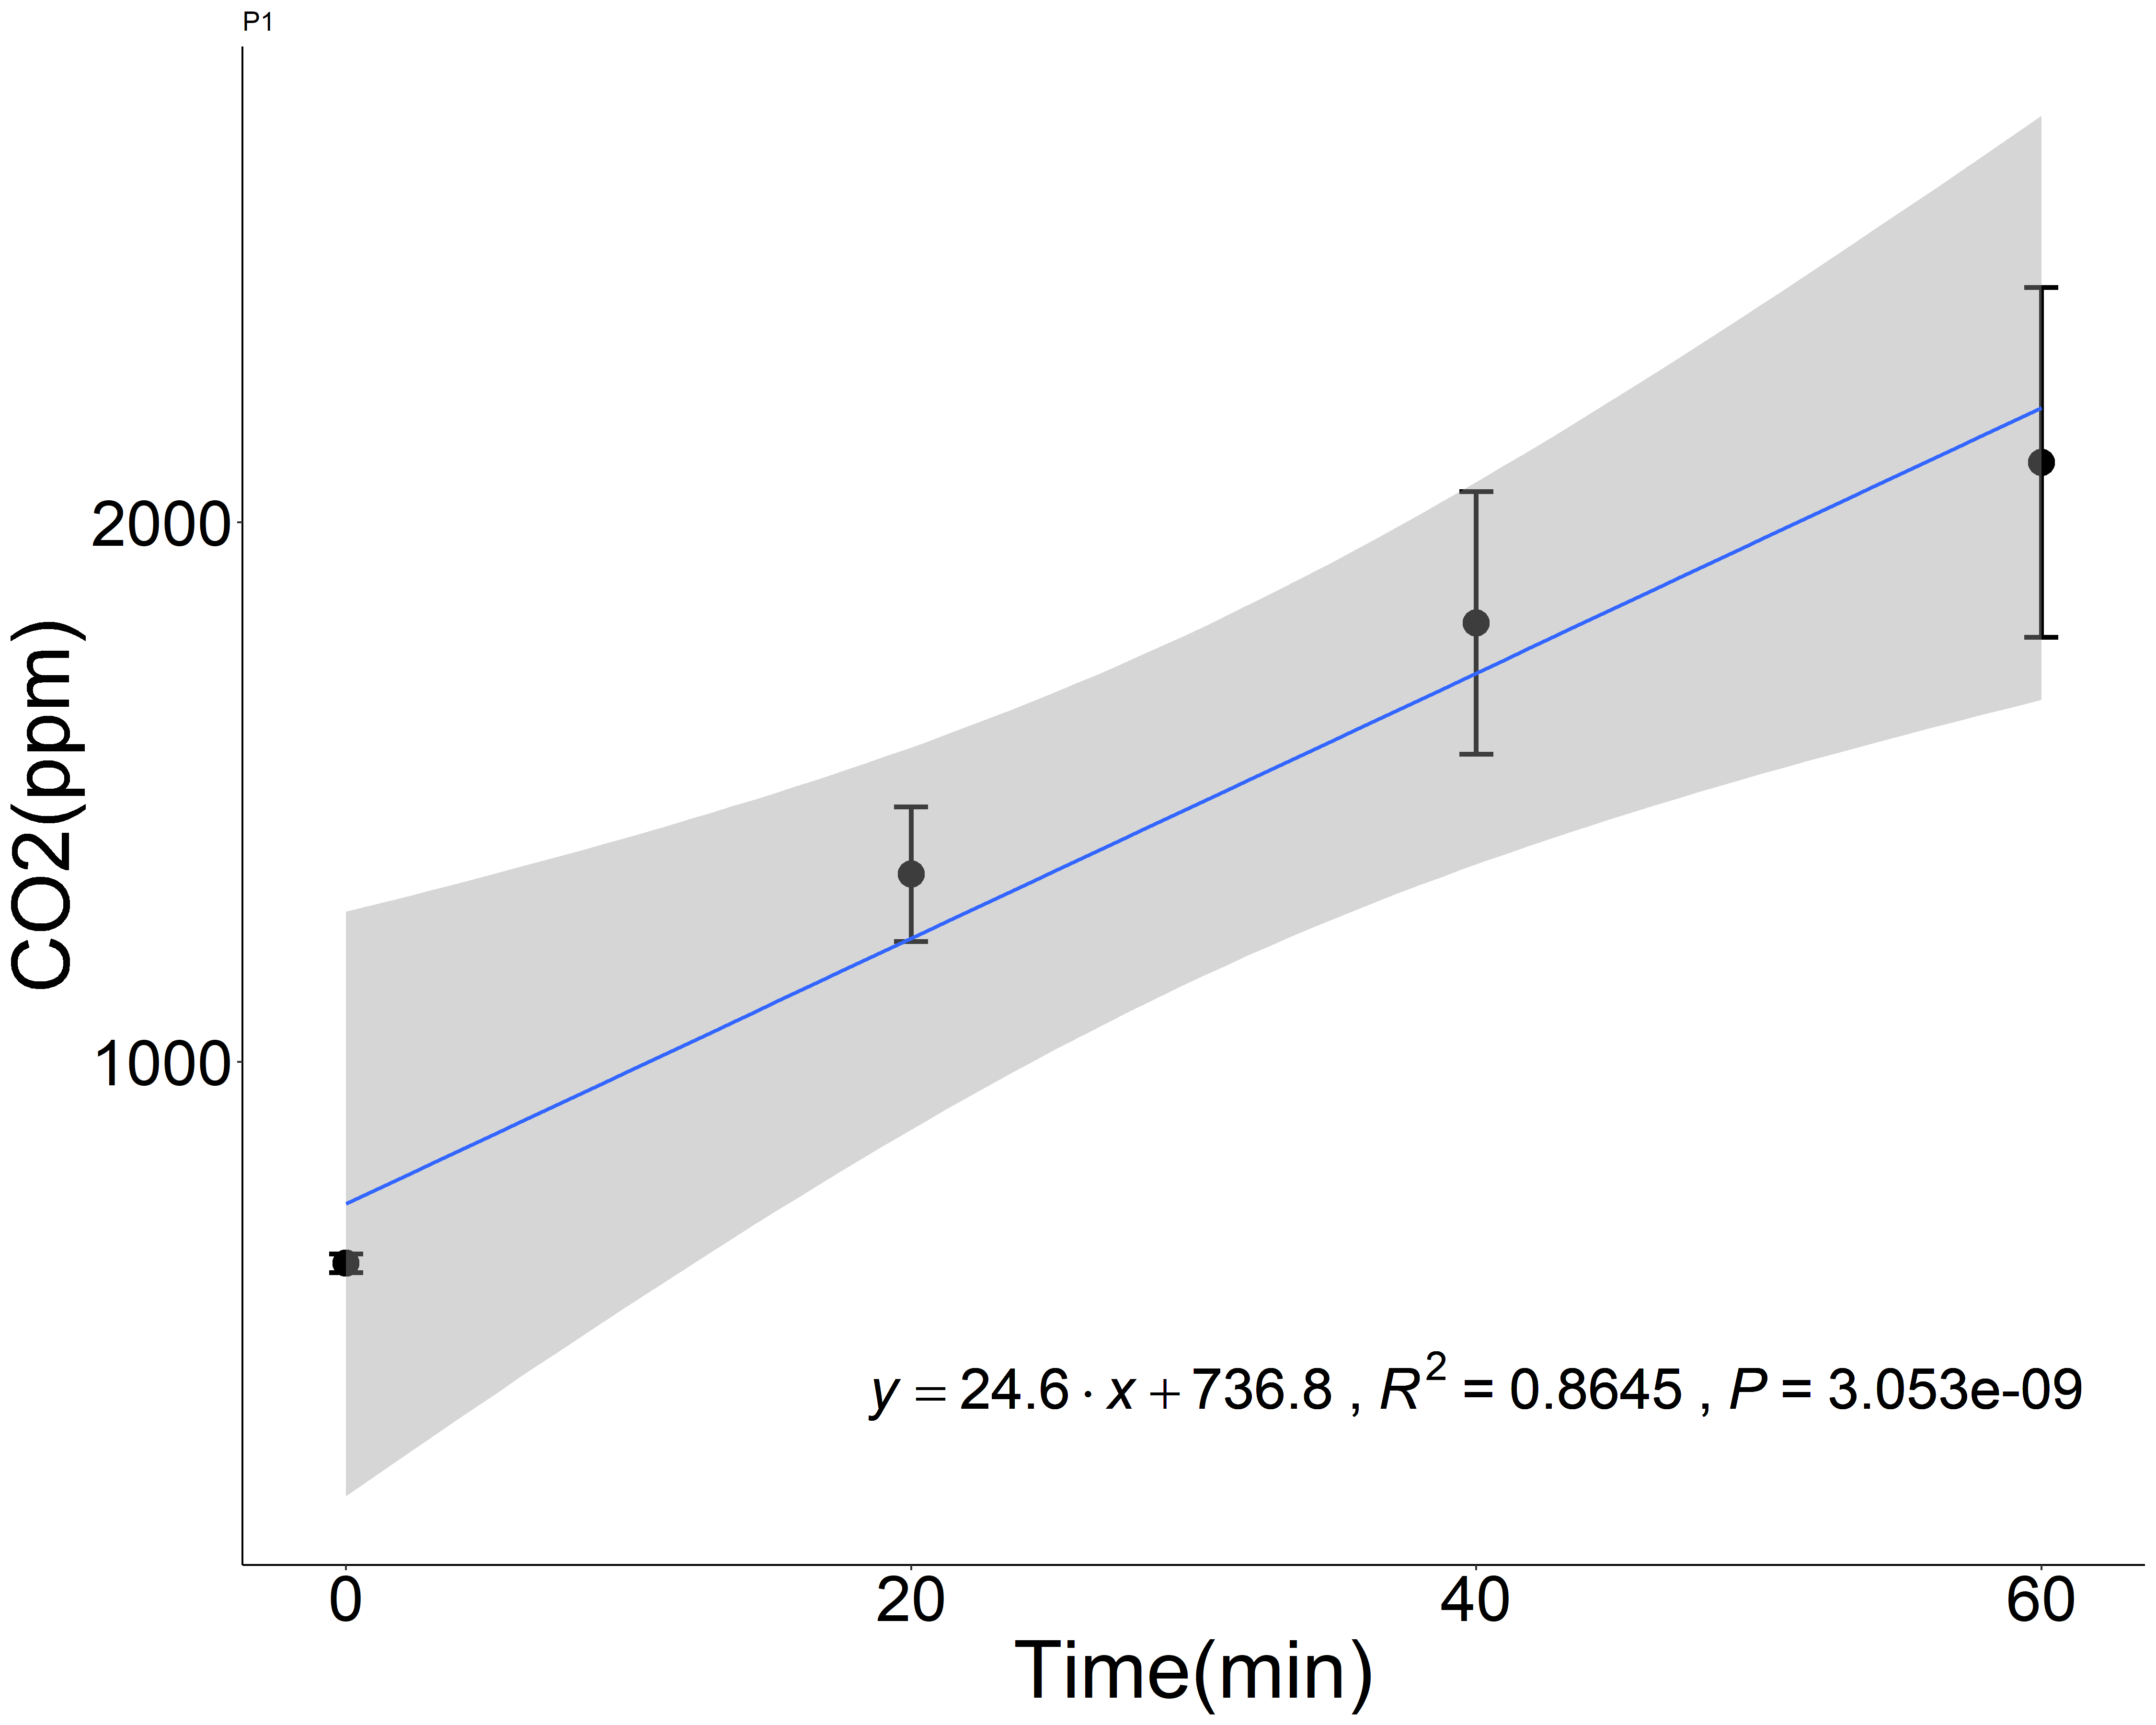 P1
CO2(ppm)
2000
1000
y = 24.6 · x + 736.8 , R² = 0.8645 , P = 3.053e-09
0 20 40 60
Time(min)